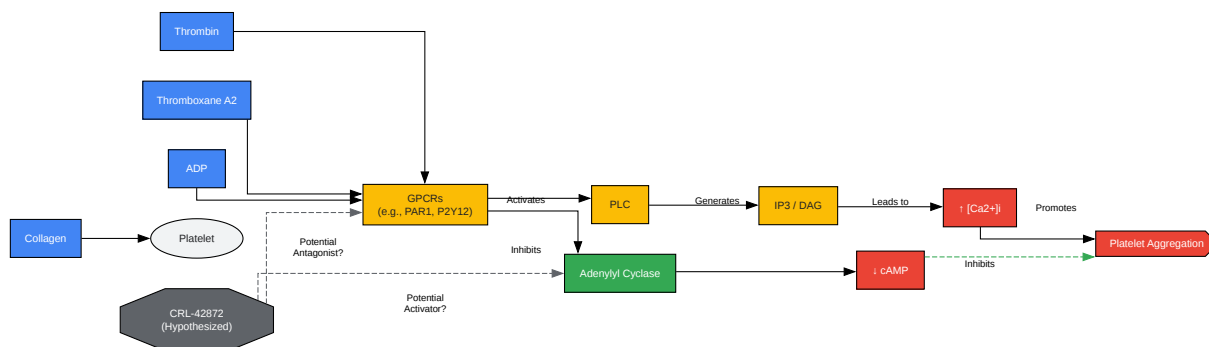 Thrombin
Thromboxane A2
ADP
Collagen
Platelet
GPCRs
(e.g., PAR1, P2Y12)
Activates
PLC
Generates
IP3 / DAG
Leads to
↑ [Ca2+]i
Promotes
Platelet Aggregation
Potential
Antagonist?
Inhibits
Adenylyl Cyclase
↓ cAMP
Inhibits
Potential
Activator?
CRL-42872
(Hypothesized)